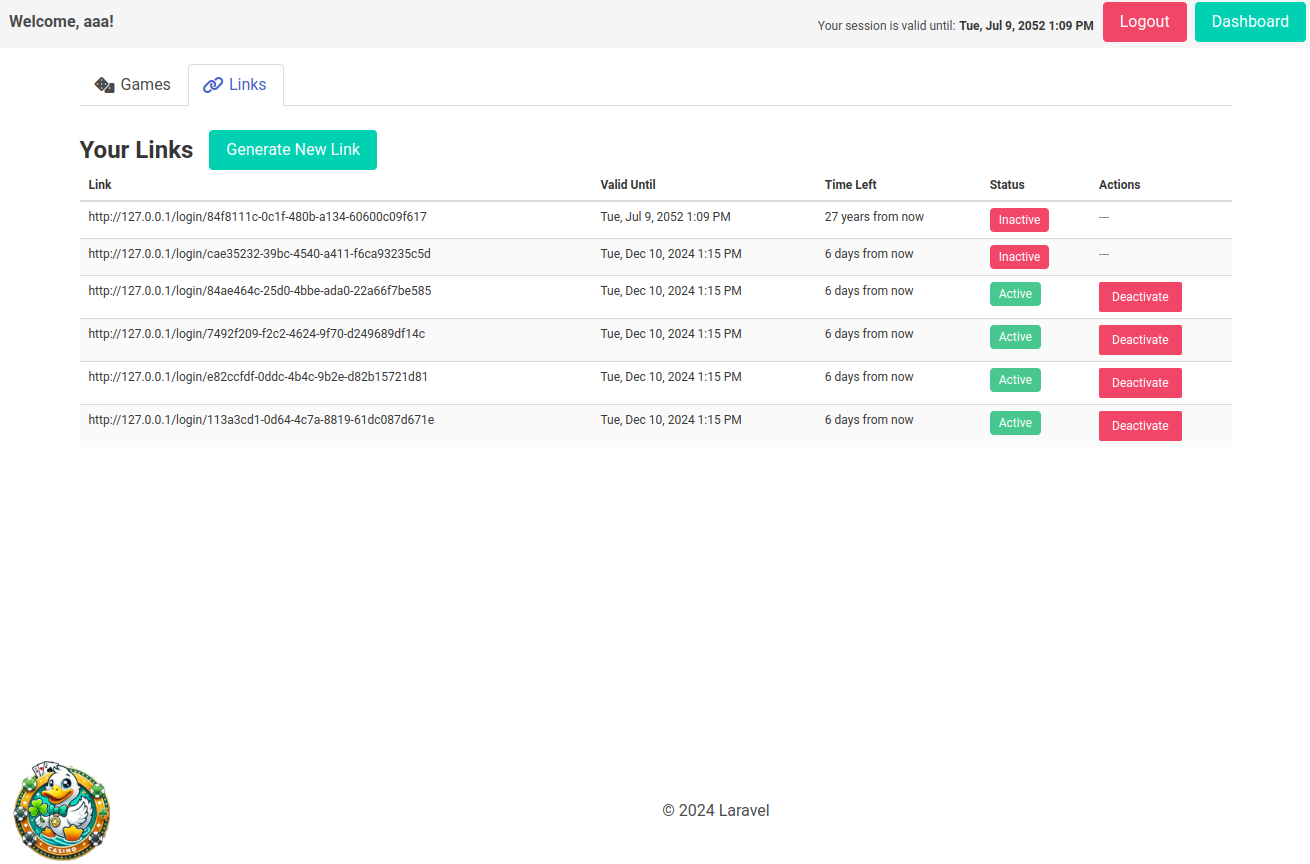 Welcome, aaa!
Your session is valid until: Tue, Jul 9, 2052 1:09 PM
Logout
Dashboard
Games
Links
Your Links
Generate New Link
Link Valid Until Time Left Status Actions
http://127.0.0.1/login/84f8111c-0c1f-480b-a134-60600c09f617 Tue, Jul 9, 2052 1:09 PM 27 years from now Inactive ---
http://127.0.0.1/login/cae35232-39bc-4540-a411-f6ca93235c5d Tue, Dec 10, 2024 1:15 PM 6 days from now Inactive ---
http://127.0.0.1/login/84ae464c-25d0-4bbe-ada0-22a66f7be585 Tue, Dec 10, 2024 1:15 PM 6 days from now Active Deactivate
http://127.0.0.1/login/7492f209-f2c2-4624-9f70-d249689df14c Tue, Dec 10, 2024 1:15 PM 6 days from now Active Deactivate
http://127.0.0.1/login/e82ccfdf-0ddc-4b4c-9b2e-d82b15721d81 Tue, Dec 10, 2024 1:15 PM 6 days from now Active Deactivate
http://127.0.0.1/login/113a3cd1-0d64-4c7a-8819-61dc087d671e Tue, Dec 10, 2024 1:15 PM 6 days from now Active Deactivate
CASINO
© 2024 Laravel